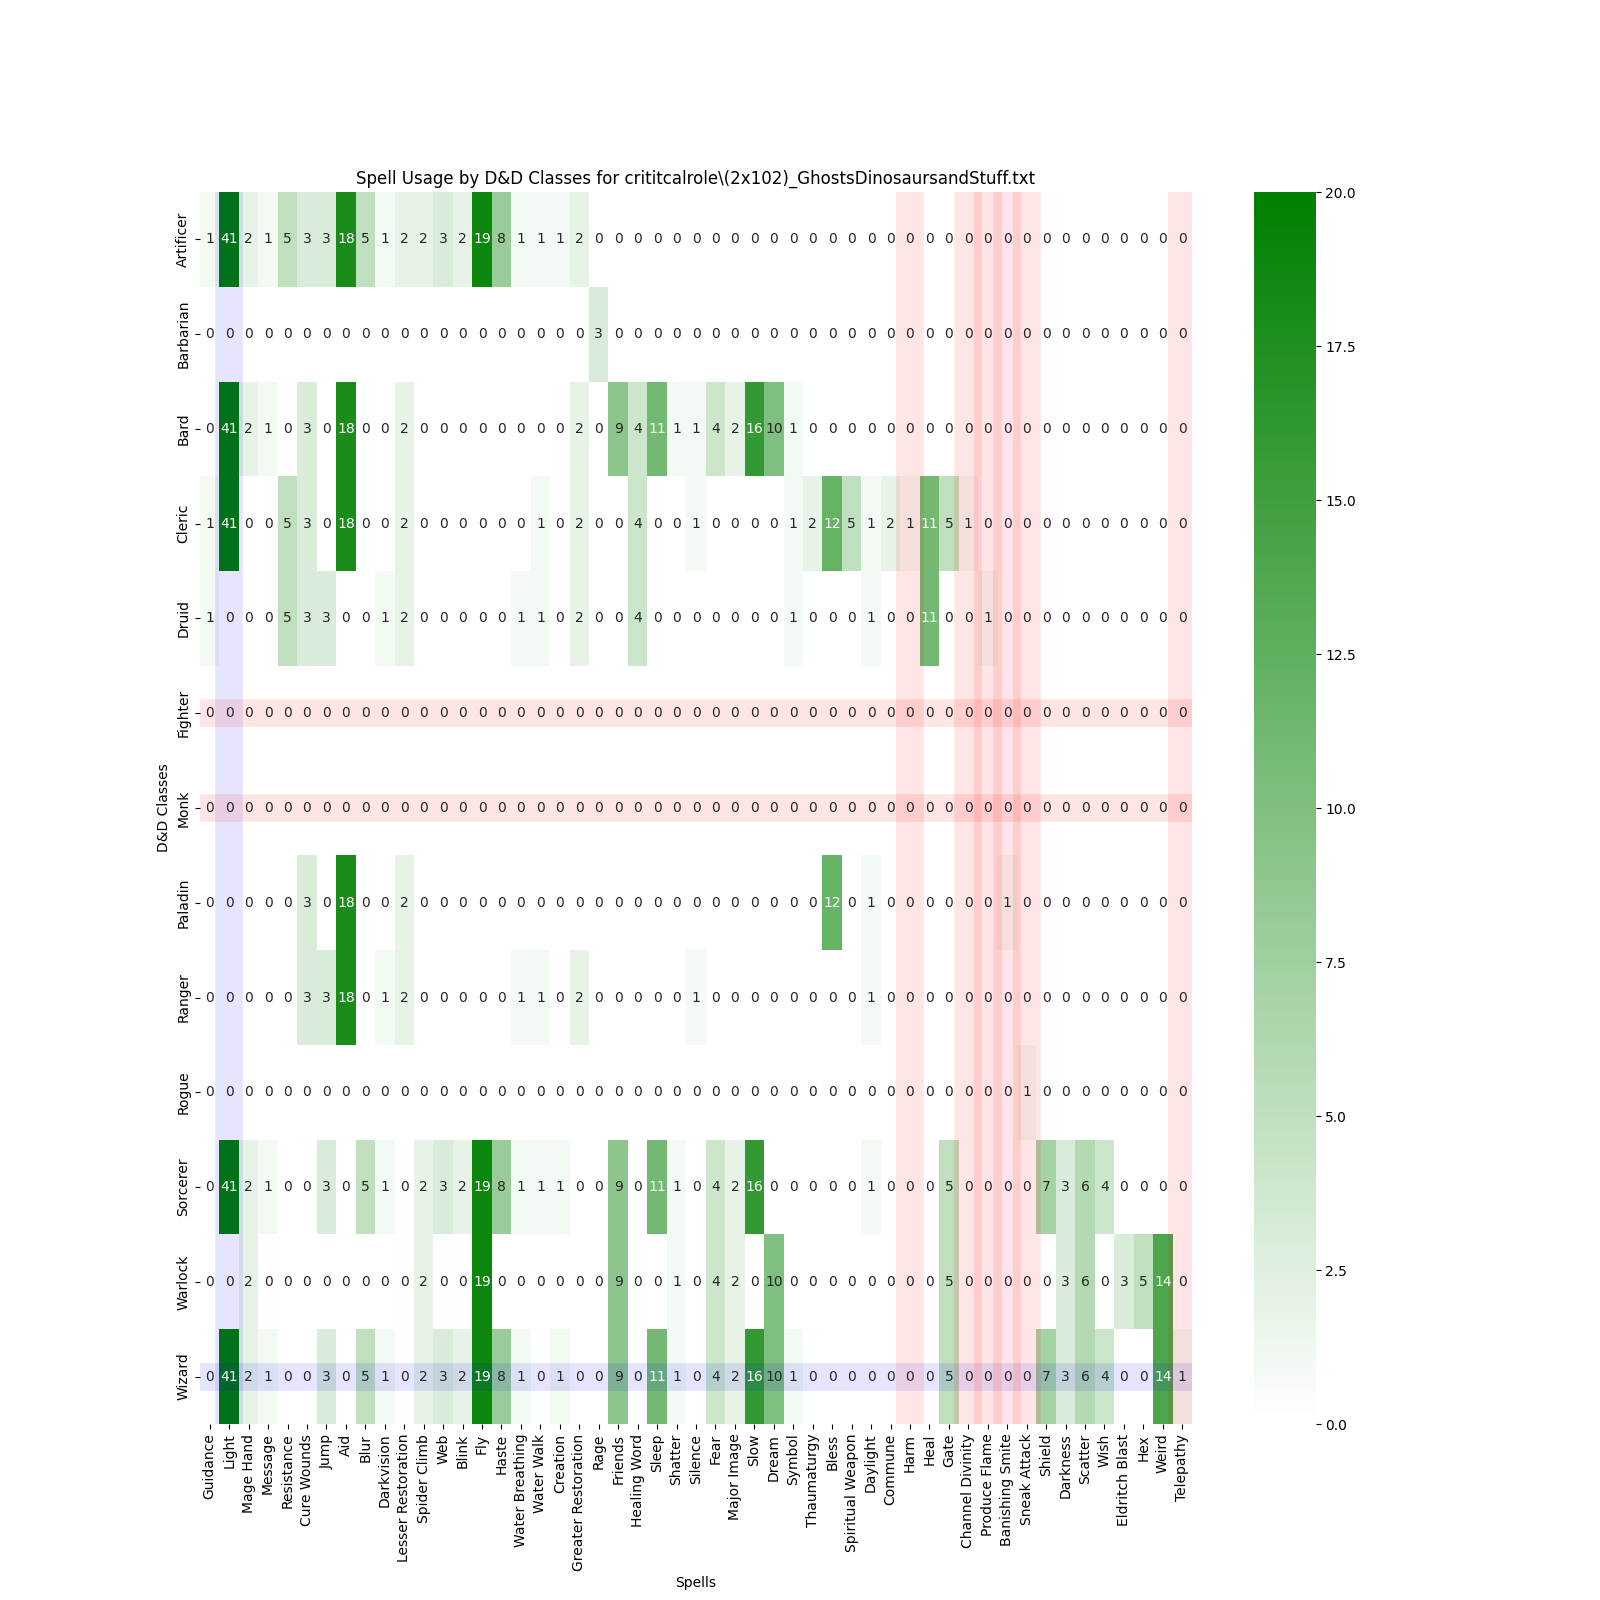 Spell Usage by D&D Classes for crititcalrole\(2x102)_GhostsDinosaursandStuff.txt
D&D Classes
Artificer 1 41 2 1 5 3 3 18 5 1 2 2 3 2 19 8 1 1 1 2 0 0 0 0 0 0 0 0 0 0 0 0 0 0 0 0 0 0 0 0 0 0 0 0 0 0 0 0 0 0 0
Barbarian 0 0 0 0 0 0 0 0 0 0 0 0 0 0 0 0 0 0 0 0 3 0 0 0 0 0 0 0 0 0 0 0 0 0 0 0 0 0 0 0 0 0 0 0 0 0 0 0 0 0 0
Bard 0 41 2 1 0 3 0 18 0 0 2 0 0 0 0 0 0 0 0 2 0 9 4 11 1 1 4 2 16 10 1 0 0 0 0 0 0 0 0 0 0 0 0 0 0 0 0 0 0 0 0
Cleric 1 41 0 0 5 3 0 18 0 0 2 0 0 0 0 0 0 1 0 2 0 0 4 0 0 1 0 0 0 0 1 2 12 5 1 2 1 11 5 1 0 0 0 0 0 0 0 0 0 0 0
Druid 1 0 0 0 5 3 3 0 0 1 2 0 0 0 0 0 1 1 0 2 0 0 4 0 0 0 0 0 0 0 1 0 0 0 1 0 0 11 0 0 1 0 0 0 0 0 0 0 0 0 0
Fighter 0 0 0 0 0 0 0 0 0 0 0 0 0 0 0 0 0 0 0 0 0 0 0 0 0 0 0 0 0 0 0 0 0 0 0 0 0 0 0 0 0 0 0 0 0 0 0 0 0 0 0
Monk 0 0 0 0 0 0 0 0 0 0 0 0 0 0 0 0 0 0 0 0 0 0 0 0 0 0 0 0 0 0 0 0 0 0 0 0 0 0 0 0 0 0 0 0 0 0 0 0 0 0 0
Paladin 0 0 0 0 0 3 0 18 0 0 2 0 0 0 0 0 0 0 0 0 0 0 0 0 0 0 0 0 0 0 0 0 12 0 1 0 0 0 0 0 0 1 0 0 0 0 0 0 0 0 0
Ranger 0 0 0 0 0 3 3 18 0 1 2 0 0 0 0 0 1 1 0 2 0 0 0 0 0 1 0 0 0 0 0 0 0 0 1 0 0 0 0 0 0 0 0 0 0 0 0 0 0 0 0
Rogue 0 0 0 0 0 0 0 0 0 0 0 0 0 0 0 0 0 0 0 0 0 0 0 0 0 0 0 0 0 0 0 0 0 0 0 0 0 0 0 0 0 0 1 0 0 0 0 0 0 0 0
Sorcerer 0 41 2 1 0 0 3 0 5 1 0 2 3 2 19 8 1 1 1 0 0 9 0 11 1 0 4 2 16 0 0 0 0 0 1 0 0 0 5 0 0 0 0 7 3 6 4 0 0 0 0
Warlock 0 0 2 0 0 0 0 0 0 0 0 2 0 0 19 0 0 0 0 0 0 9 0 0 1 0 4 2 0 10 0 0 0 0 0 0 0 0 5 0 0 0 0 0 3 6 0 3 5 14 0
Wizard 0 41 2 1 0 0 3 0 5 1 0 2 3 2 19 8 1 0 1 0 0 9 0 11 1 0 4 2 16 10 1 0 0 0 0 0 0 0 5 0 0 0 0 7 3 6 4 0 0 14 1
Guidance
Light
Mage Hand
Message
Resistance
Cure Wounds
Jump
Aid
Blur
Darkvision
Lesser Restoration
Spider Climb
Web
Blink
Fly
Haste
Water Breathing
Water Walk
Creation
Greater Restoration
Rage
Friends
Healing Word
Sleep
Shatter
Silence
Fear
Major Image
Slow
Dream
Symbol
Thaumaturgy
Bless
Spiritual Weapon
Daylight
Commune
Harm
Heal
Gate
Channel Divinity
Produce Flame
Banishing Smite
Sneak Attack
Shield
Darkness
Scatter
Wish
Eldritch Blast
Hex
Weird
Telepathy
Spells
20.0
17.5
15.0
12.5
10.0
7.5
5.0
2.5
0.0